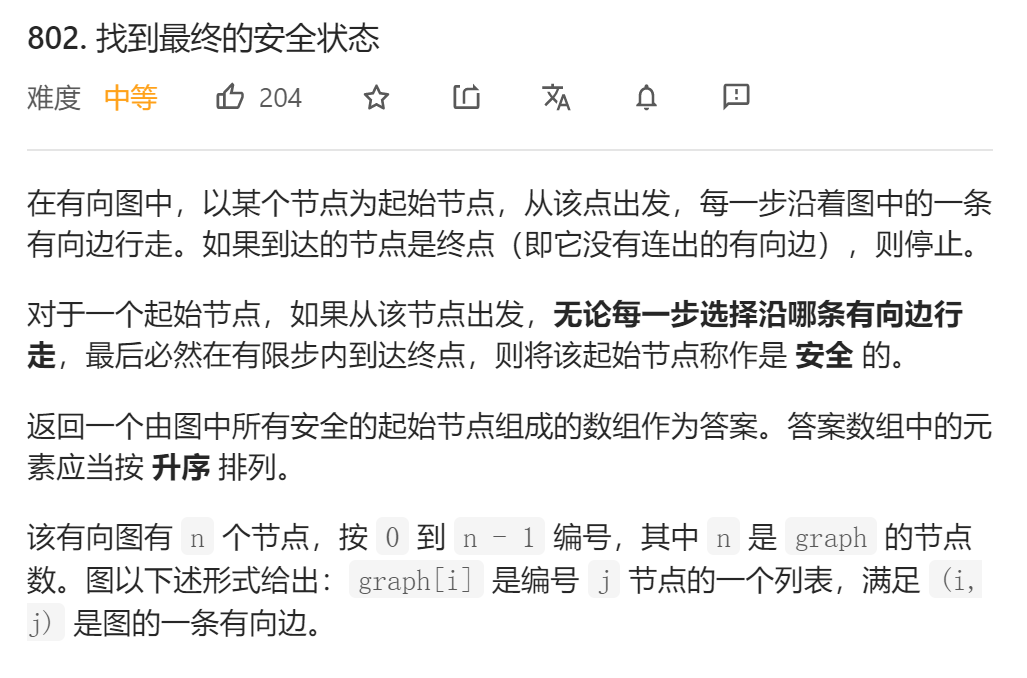 802. 找到最终的安全状态
难度 中等 204
在有向图中，以某个节点为起始节点，从该点出发，每一步沿着图中的一条
有向边行走。如果到达的节点是终点（即它没有连出的有向边），则停止。
对于一个起始节点，如果从该节点出发，无论每一步选择沿哪条有向边行
走，最后必然在有限步内到达终点，则将该起始节点称作是 安全 的。
返回一个由图中所有安全的起始节点组成的数组作为答案。答案数组中的元
素应当按 升序 排列。
该有向图有 n 个节点，按 0 到 n - 1 编号，其中 n 是 graph 的节点
数。图以下述形式给出：graph[i] 是编号 j 节点的一个列表，满足 (i,
j) 是图的一条有向边。